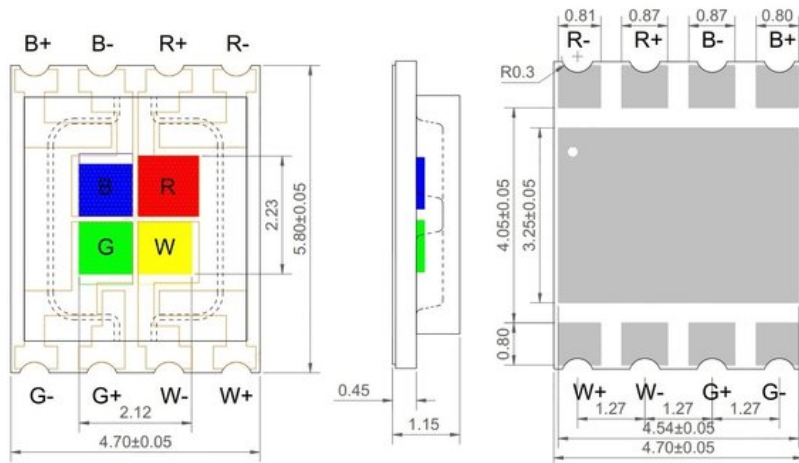 B+ B- R+ R-
B R
G W
G- G+ W- W+
2.23
5.80±0.05
2.12
4.70±0.05
0.45
1.15
0.81 0.87 0.87 0.80
R- R+ B- B+
R0.3
4.05±0.05
3.25±0.05
0.80
W+ W- G+ G-
1.27 1.27 1.27
4.54±0.05
4.70±0.05